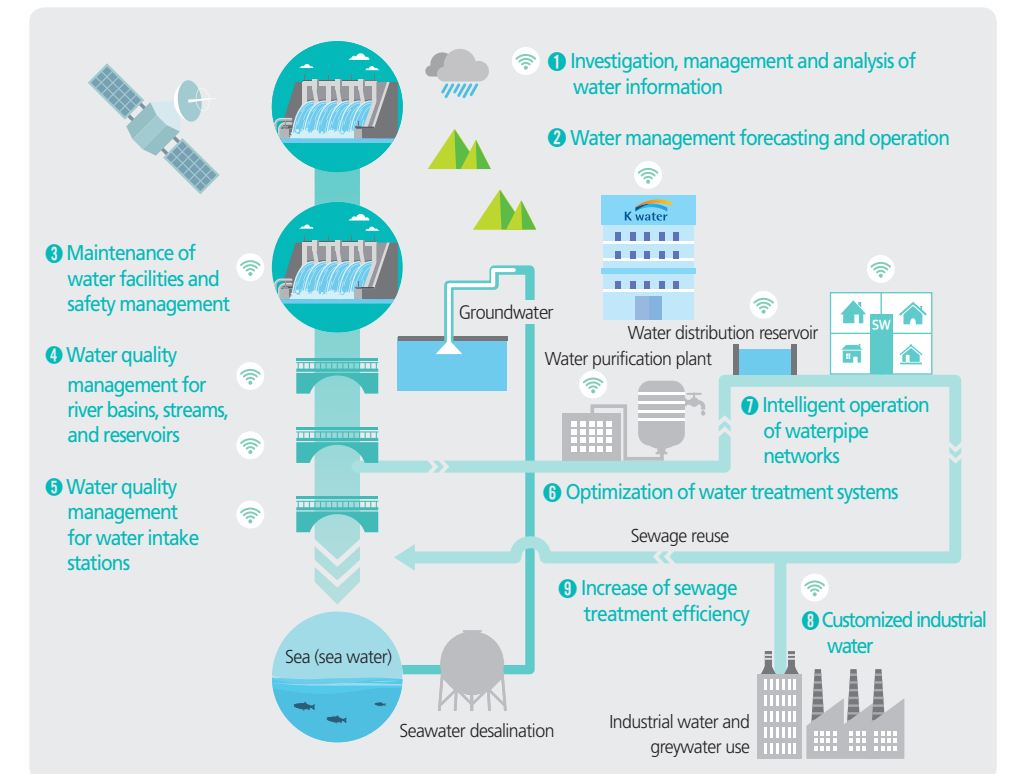 ❶ Investigation, management and analysis of
water information
❷ Water management forecasting and operation
K water
❸ Maintenance of
water facilities and
safety management
Groundwater
Water distribution reservoir
SW
Water purification plant
❹ Water quality
management for
river basins, streams,
and reservoirs
❼ Intelligent operation
of waterpipe
networks
❺ Water quality
management
for water intake
stations
❻ Optimization of water treatment systems
Sewage reuse
❾ Increase of sewage
treatment efficiency
❽ Customized industrial
water
Sea (sea water)
Seawater desalination
Industrial water and
greywater use